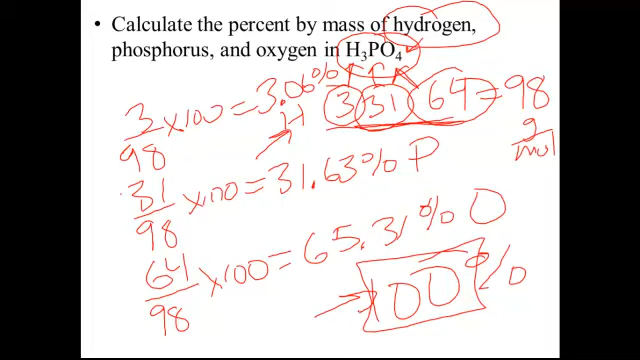 • Calculate the percent by mass of hydrogen,
phosphorus, and oxygen in H₃PO₄
3 31 64 = 98 g/mol
3/98 x100 = 3.06% H
31/98 x100 = 31.63% P
64/98 x100 = 65.31% O
100%